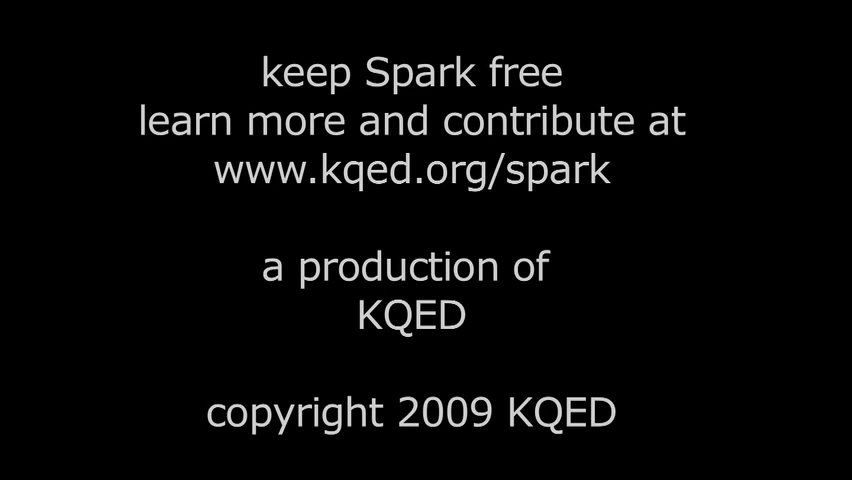 keep Spark free
learn more and contribute at
www.kqed.org/spark
a production of
KQED
copyright 2009 KQED